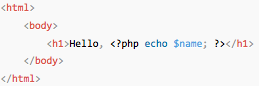 <html>
    <body>
        <h1>Hello, <?php echo $name; ?></h1>
    </body>
</html>